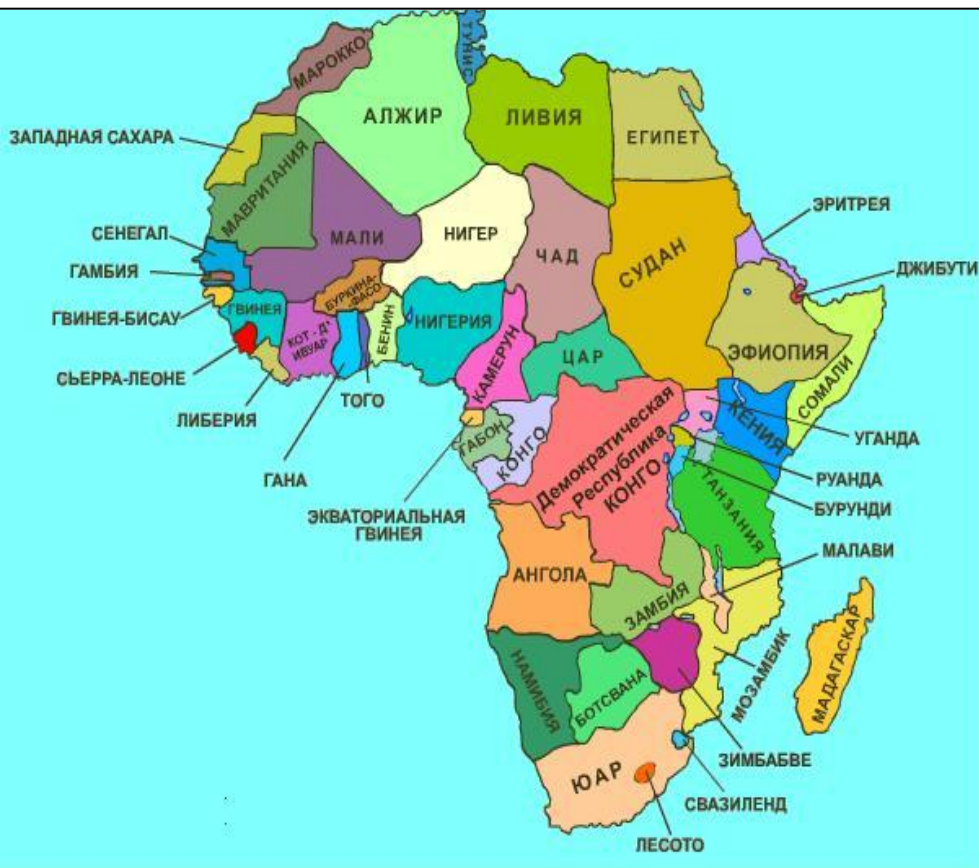 МАРОККО
ТУНИС
АЛЖИР
ЛИВИЯ
ЕГИПЕТ
ЗАПАДНАЯ САХАРА
МАВРИТАНИЯ
МАЛИ
НИГЕР
ЧАД
СУДАН
ЭРИТРЕЯ
СЕНЕГАЛ
ГАМБИЯ
ДЖИБУТИ
ГВИНЕЯ-БИСАУ
ГВИНЕЯ
БУРКИНА-
ФАСО
КОТ - Д'
ИВУАР
БЕНИН
НИГЕРИЯ
КАМЕРУН
ЦАР
ЭФИОПИЯ
СОМАЛИ
СЬЕРРА-ЛЕОНЕ
ЛИБЕРИЯ
ТОГО
ГАНА
ГАБОН
КОНГО
Демократическая
Республика
КОНГО
КЕНИЯ
УГАНДА
РУАНДА
БУРУНДИ
ЭКВАТОРИАЛЬНАЯ
ГВИНЕЯ
ТАНЗАНИЯ
МАЛАВИ
АНГОЛА
ЗАМБИЯ
МОЗАМБИК
МАДАГАСКАР
НАМИБИЯ
БОТСВАНА
ЗИМБАБВЕ
ЮАР
СВАЗИЛЕНД
ЛЕСОТО